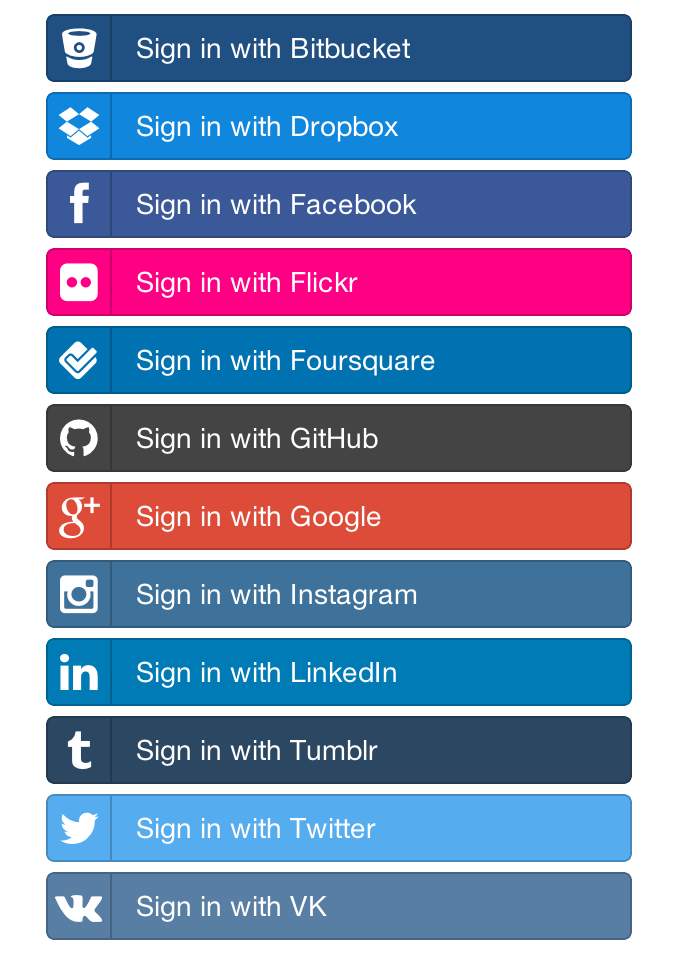 Sign in with Bitbucket
Sign in with Dropbox
f Sign in with Facebook
Sign in with Flickr
Sign in with Foursquare
Sign in with GitHub
g+ Sign in with Google
Sign in with Instagram
in Sign in with LinkedIn
t Sign in with Tumblr
Sign in with Twitter
Sign in with VK